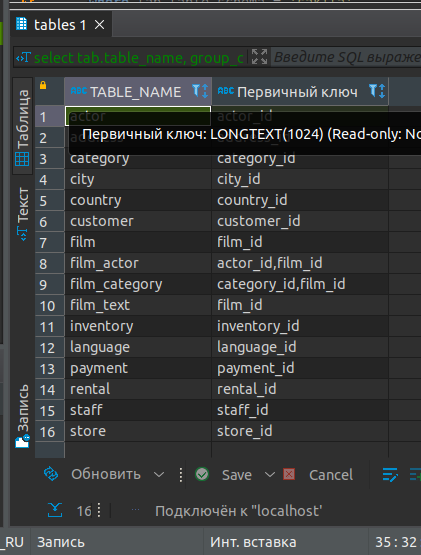 tables 1
select tab.table_name, group_c
Введите SQL выраже
TABLE_NAME
Первичный ключ
Таблица
Текст
Запись
1 actor actor_id
Первичный ключ: LONGTEXT(1024) (Read-only: No
2
3 category category_id
4 city city_id
5 country country_id
6 customer customer_id
7 film film_id
8 film_actor actor_id,film_id
9 film_category category_id,film_id
10 film_text film_id
11 inventory inventory_id
12 language language_id
13 payment payment_id
14 rental rental_id
15 staff staff_id
16 store store_id
Обновить Save Cancel
16 Подключён к "localhost'
_RU Запись Инт. вставка 35 : 32